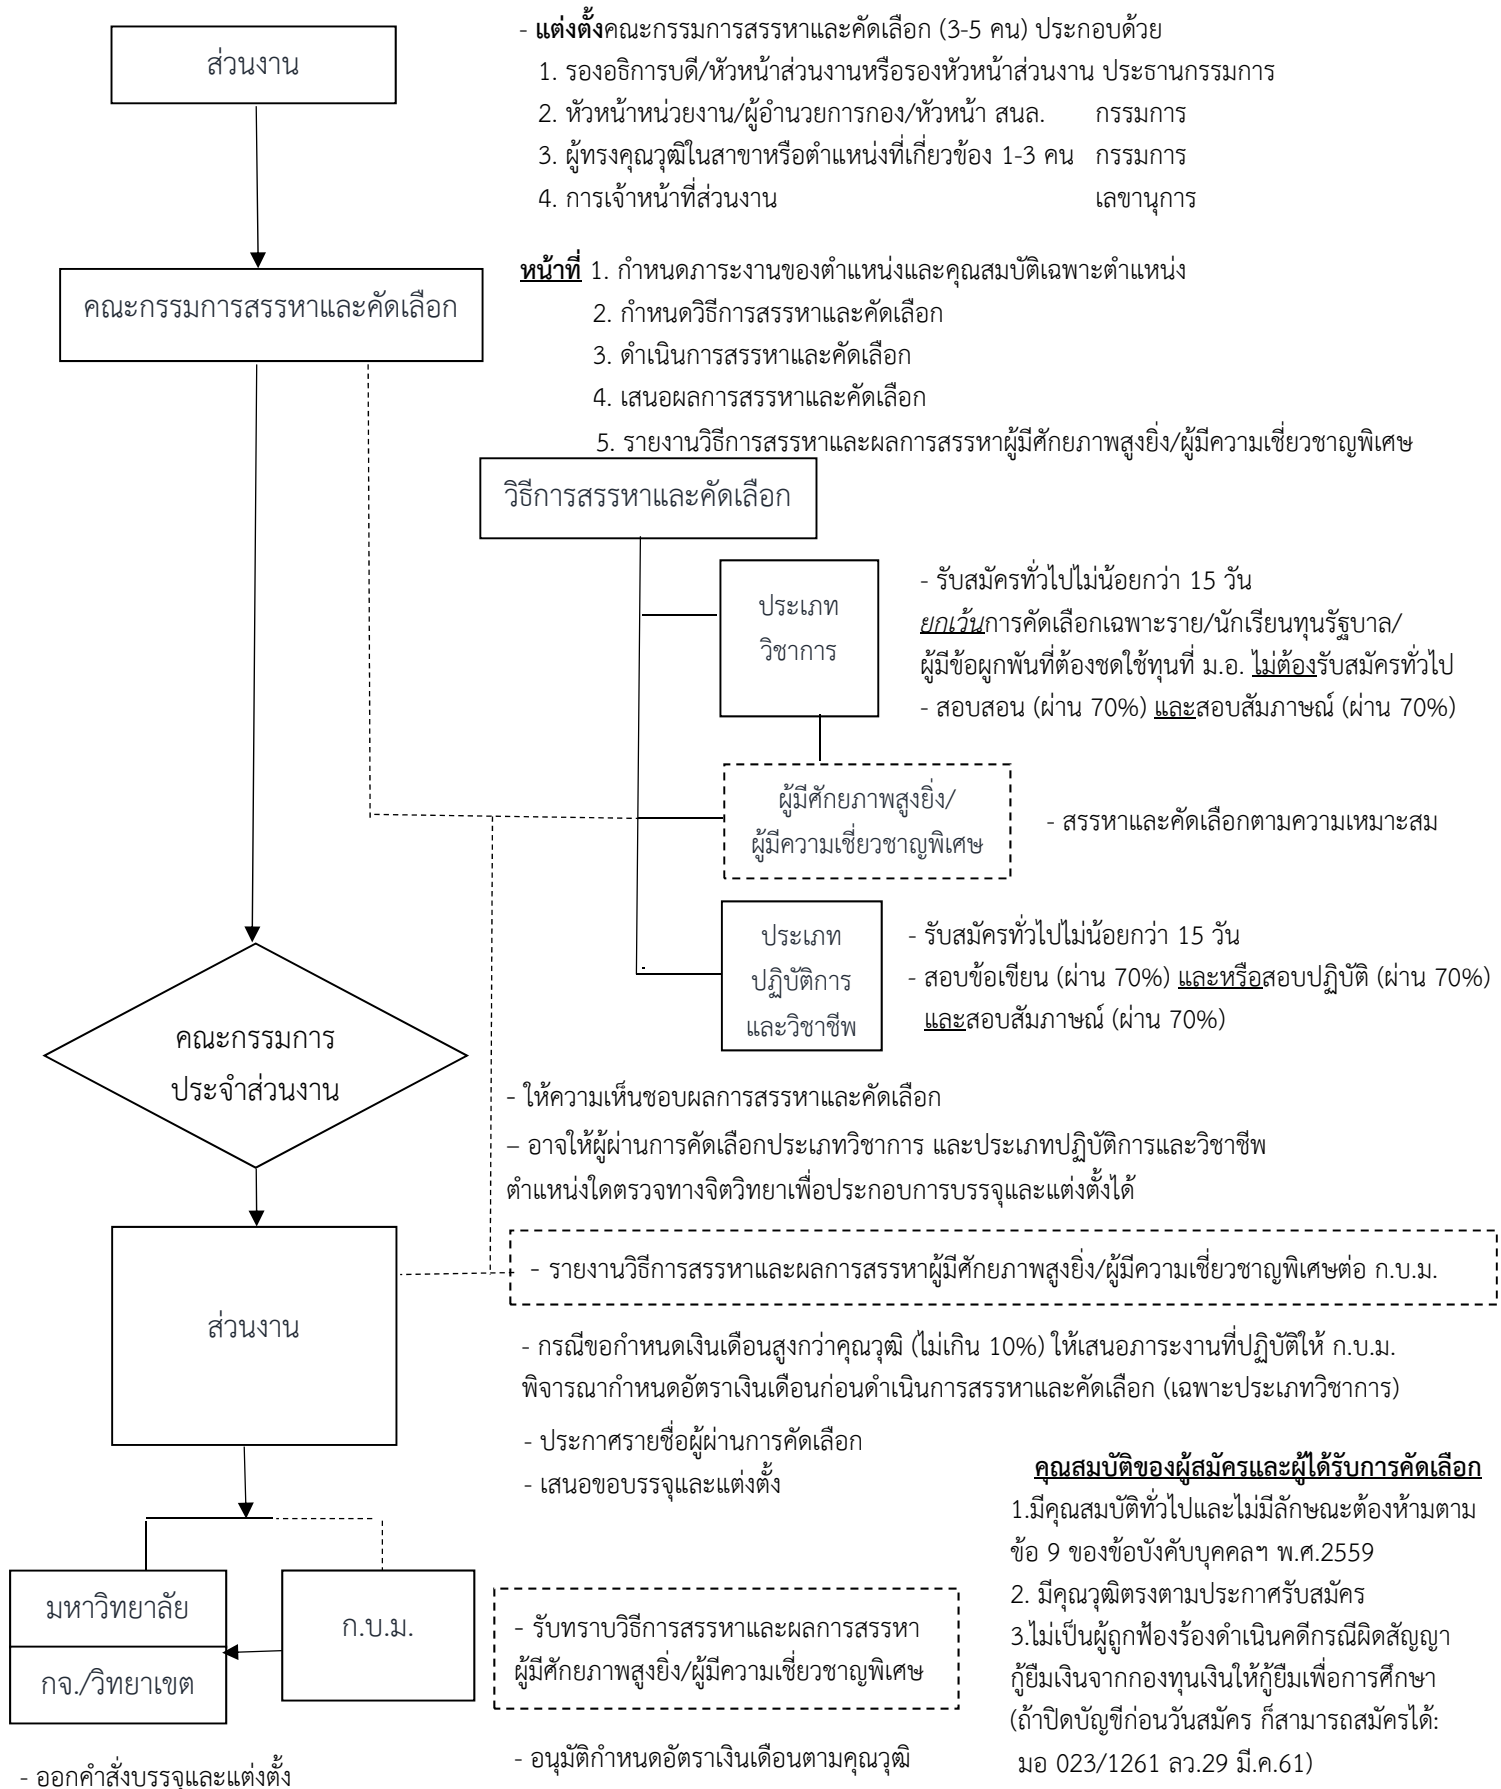 ส่วนงาน
- แต่งตั้งคณะกรรมการสรรหาและคัดเลือก (3-5 คน) ประกอบด้วย
1. รองอธิการบดี/หัวหน้าส่วนงานหรือรองหัวหน้าส่วนงาน ประธานกรรมการ
2. หัวหน้าหน่วยงาน/ผู้อำนวยการกอง/หัวหน้า สนล. กรรมการ
3. ผู้ทรงคุณวุฒิในสาขาหรือตำแหน่งที่เกี่ยวข้อง 1-3 คน กรรมการ
4. การเจ้าหน้าที่ส่วนงาน เลขานุการ
คณะกรรมการสรรหาและคัดเลือก
หน้าที่ 1. กำหนดภาระงานของตำแหน่งและคุณสมบัติเฉพาะตำแหน่ง
2. กำหนดวิธีการสรรหาและคัดเลือก
3. ดำเนินการสรรหาและคัดเลือก
4. เสนอผลการสรรหาและคัดเลือก
5. รายงานวิธีการสรรหาและผลการสรรหาผู้มีศักยภาพสูงยิ่ง/ผู้มีความเชี่ยวชาญพิเศษ
วิธีการสรรหาและคัดเลือก
ประเภท
วิชาการ
- รับสมัครทั่วไปไม่น้อยกว่า 15 วัน
ยกเว้นการคัดเลือกเฉพาะราย/นักเรียนทุนรัฐบาล/
ผู้มีข้อผูกพันที่ต้องชดใช้ทุนที่ ม.อ. ไม่ต้องรับสมัครทั่วไป
- สอบสอน (ผ่าน 70%) และสอบสัมภาษณ์ (ผ่าน 70%)
ผู้มีศักยภาพสูงยิ่ง/
ผู้มีความเชี่ยวชาญพิเศษ
- สรรหาและคัดเลือกตามความเหมาะสม
ประเภท
ปฏิบัติการ
และวิชาชีพ
- รับสมัครทั่วไปไม่น้อยกว่า 15 วัน
- สอบข้อเขียน (ผ่าน 70%) และหรือสอบปฏิบัติ (ผ่าน 70%)
และสอบสัมภาษณ์ (ผ่าน 70%)
คณะกรรมการ
ประจำส่วนงาน
- ให้ความเห็นชอบผลการสรรหาและคัดเลือก
– อาจให้ผู้ผ่านการคัดเลือกประเภทวิชาการ และประเภทปฏิบัติการและวิชาชีพ
ตำแหน่งใดตรวจทางจิตวิทยาเพื่อประกอบการบรรจุและแต่งตั้งได้
- รายงานวิธีการสรรหาและผลการสรรหาผู้มีศักยภาพสูงยิ่ง/ผู้มีความเชี่ยวชาญพิเศษต่อ ก.บ.ม.
ส่วนงาน
- กรณีขอกำหนดเงินเดือนสูงกว่าคุณวุฒิ (ไม่เกิน 10%) ให้เสนอภาระงานที่ปฏิบัติให้ ก.บ.ม.
พิจารณากำหนดอัตราเงินเดือนก่อนดำเนินการสรรหาและคัดเลือก (เฉพาะประเภทวิชาการ)
- ประกาศรายชื่อผู้ผ่านการคัดเลือก
- เสนอขอบรรจุและแต่งตั้ง
มหาวิทยาลัย
กจ./วิทยาเขต
ก.บ.ม.
- รับทราบวิธีการสรรหาและผลการสรรหา
ผู้มีศักยภาพสูงยิ่ง/ผู้มีความเชี่ยวชาญพิเศษ
- อนุมัติกำหนดอัตราเงินเดือนตามคุณวุฒิ
- ออกคำสั่งบรรจุและแต่งตั้ง
คุณสมบัติของผู้สมัครและผู้ได้รับการคัดเลือก
1.มีคุณสมบัติทั่วไปและไม่มีลักษณะต้องห้ามตาม
ข้อ 9 ของข้อบังคับบุคคลฯ พ.ศ.2559
2. มีคุณวุฒิตรงตามประกาศรับสมัคร
3.ไม่เป็นผู้ถูกฟ้องร้องดำเนินคดีกรณีผิดสัญญา
กู้ยืมเงินจากกองทุนเงินให้กู้ยืมเพื่อการศึกษา
(ถ้าปิดบัญชีก่อนวันสมัคร ก็สามารถสมัครได้:
มอ 023/1261 ลว.29 มี.ค.61)